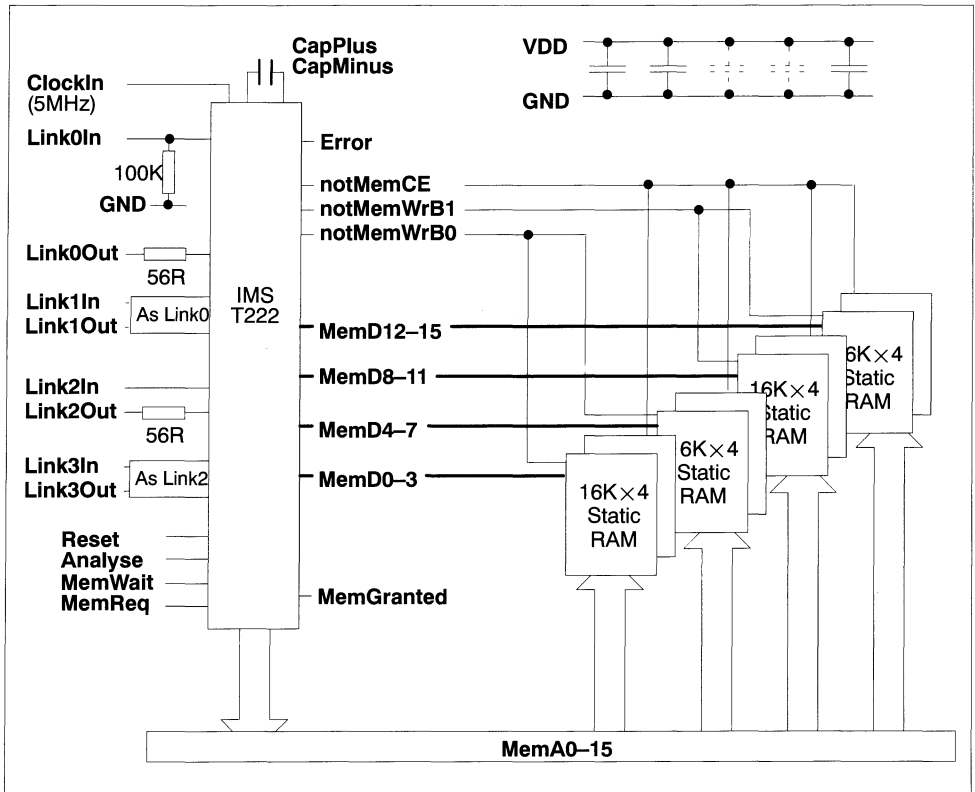 CapPlus
CapMinus
VDD
GND
ClockIn
(5MHz)
Link0In
100K
GND
Error
notMemCE
notMemWrB1
notMemWrB0
Link0Out
56R
Link1In
Link1Out
As Link0
IMS
T222
MemD12–15
MemD8–11
MemD4–7
MemD0–3
Link2In
Link2Out
56R
Link3In
Link3Out
As Link2
Reset
Analyse
MemWait
MemReq
MemGranted
16K×4
Static
RAM
6K×4
Static
RAM
16K×4
Static
RAM
6K×4
Static
RAM
MemA0–15